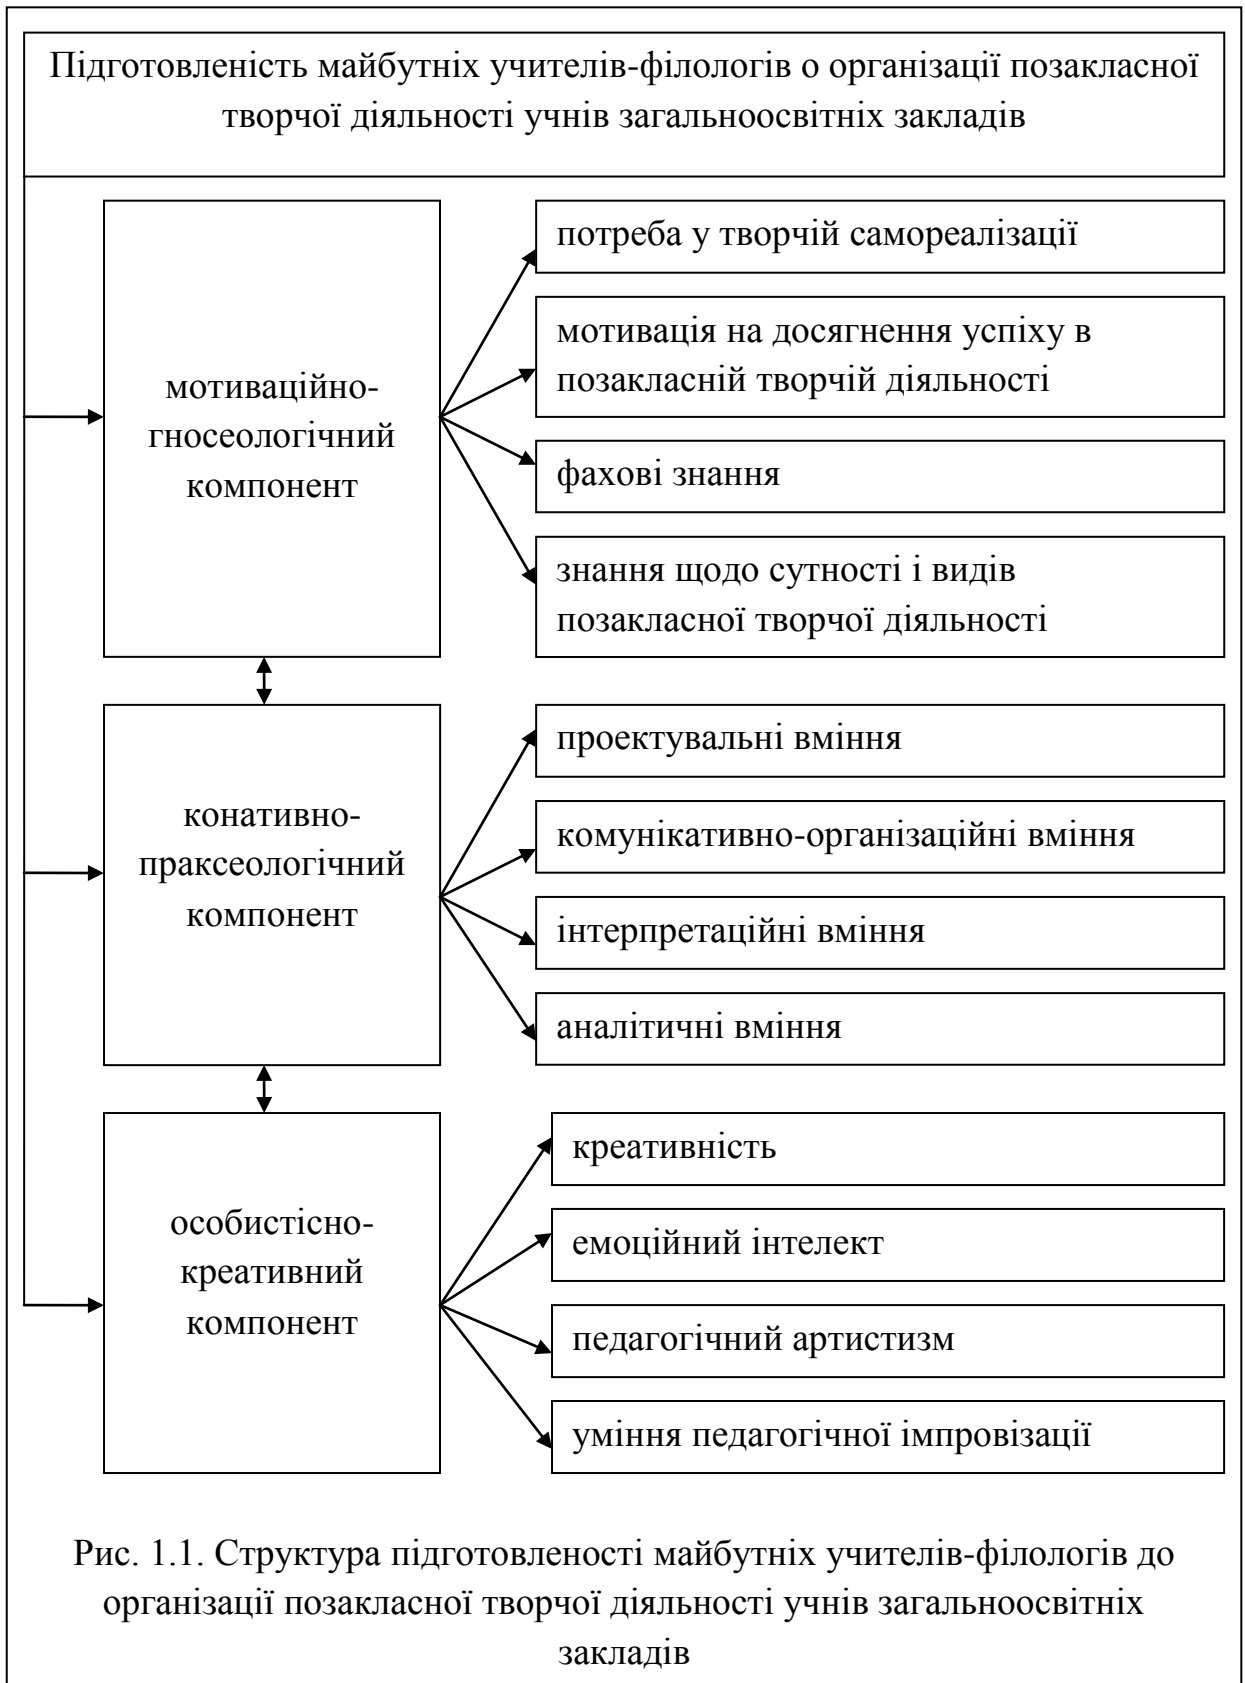 Підготовленість майбутніх учителів-філологів о організації позакласної
творчої діяльності учнів загальноосвітніх закладів
мотиваційно-
гносеологічний
компонент
потреба у творчій самореалізації
мотивація на досягнення успіху в
позакласній творчій діяльності
фахові знання
знання щодо сутності і видів
позакласної творчої діяльності
конативно-
праксеологічний
компонент
проектувальні вміння
комунікативно-організаційні вміння
інтерпретаційні вміння
аналітичні вміння
особистісно-
креативний
компонент
креативність
емоційний інтелект
педагогічний артистизм
уміння педагогічної імпровізації
Рис. 1.1. Структура підготовленості майбутніх учителів-філологів до
організації позакласної творчої діяльності учнів загальноосвітніх
закладів